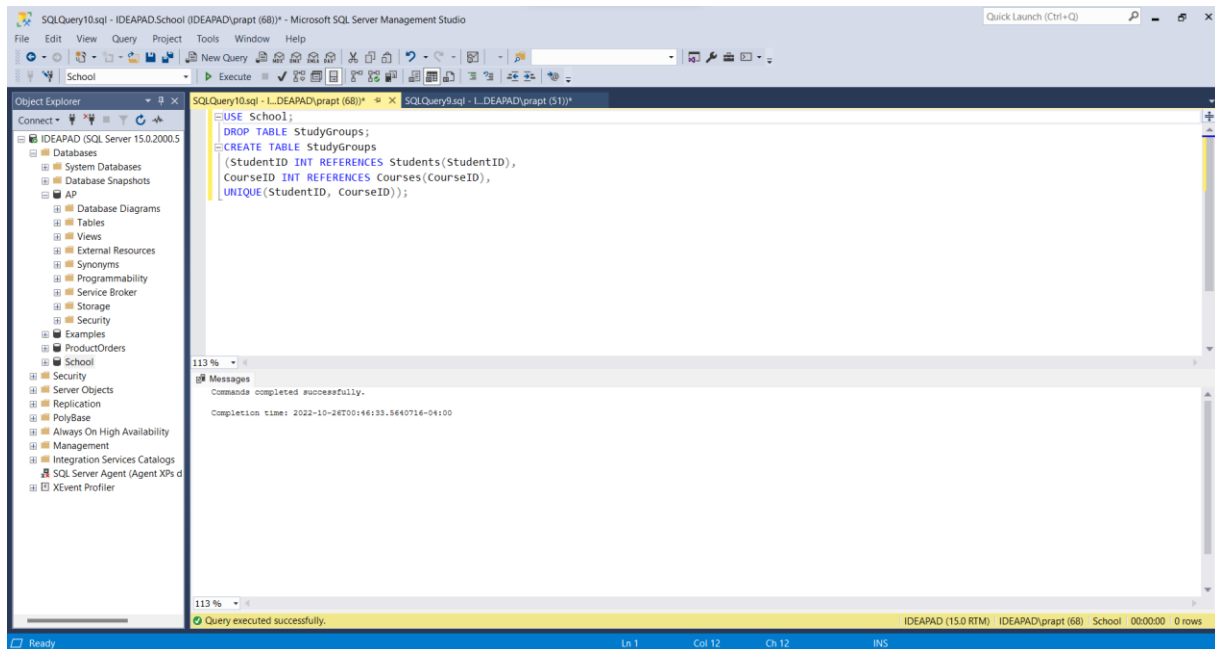 SQLQuery10.sql - IDEAPAD.School (IDEAPAD\prapt (68))* - Microsoft SQL Server Management Studio
Quick Launch (Ctrl+Q)
File Edit View Query Project Tools Window Help
New Query
School
Execute
Object Explorer
SQLQuery10.sql - I...DEAPAD\prapt (68))*
SQLQuery9.sql - I...DEAPAD\prapt (51))*
Connect
IDEAPAD (SQL Server 15.0.2000.5
Databases
System Databases
Database Snapshots
AP
Database Diagrams
Tables
Views
External Resources
Synonyms
Programmability
Service Broker
Storage
Security
Examples
ProductOrders
School
Security
Server Objects
Replication
PolyBase
Always On High Availability
Management
Integration Services Catalogs
SQL Server Agent (Agent XPs d
XEvent Profiler
USE School;
DROP TABLE StudyGroups;
CREATE TABLE StudyGroups
(StudentID INT REFERENCES Students(StudentID),
CourseID INT REFERENCES Courses(CourseID),
UNIQUE(StudentID, CourseID));
113 %
Messages
Commands completed successfully.
Completion time: 2022-10-26T00:46:33.5640716-04:00
113 %
Query executed successfully.
IDEAPAD (15.0 RTM) IDEAPAD\prapt (68) School 00:00:00 0 rows
Ready
Ln 1 Col 12 Ch 12 INS